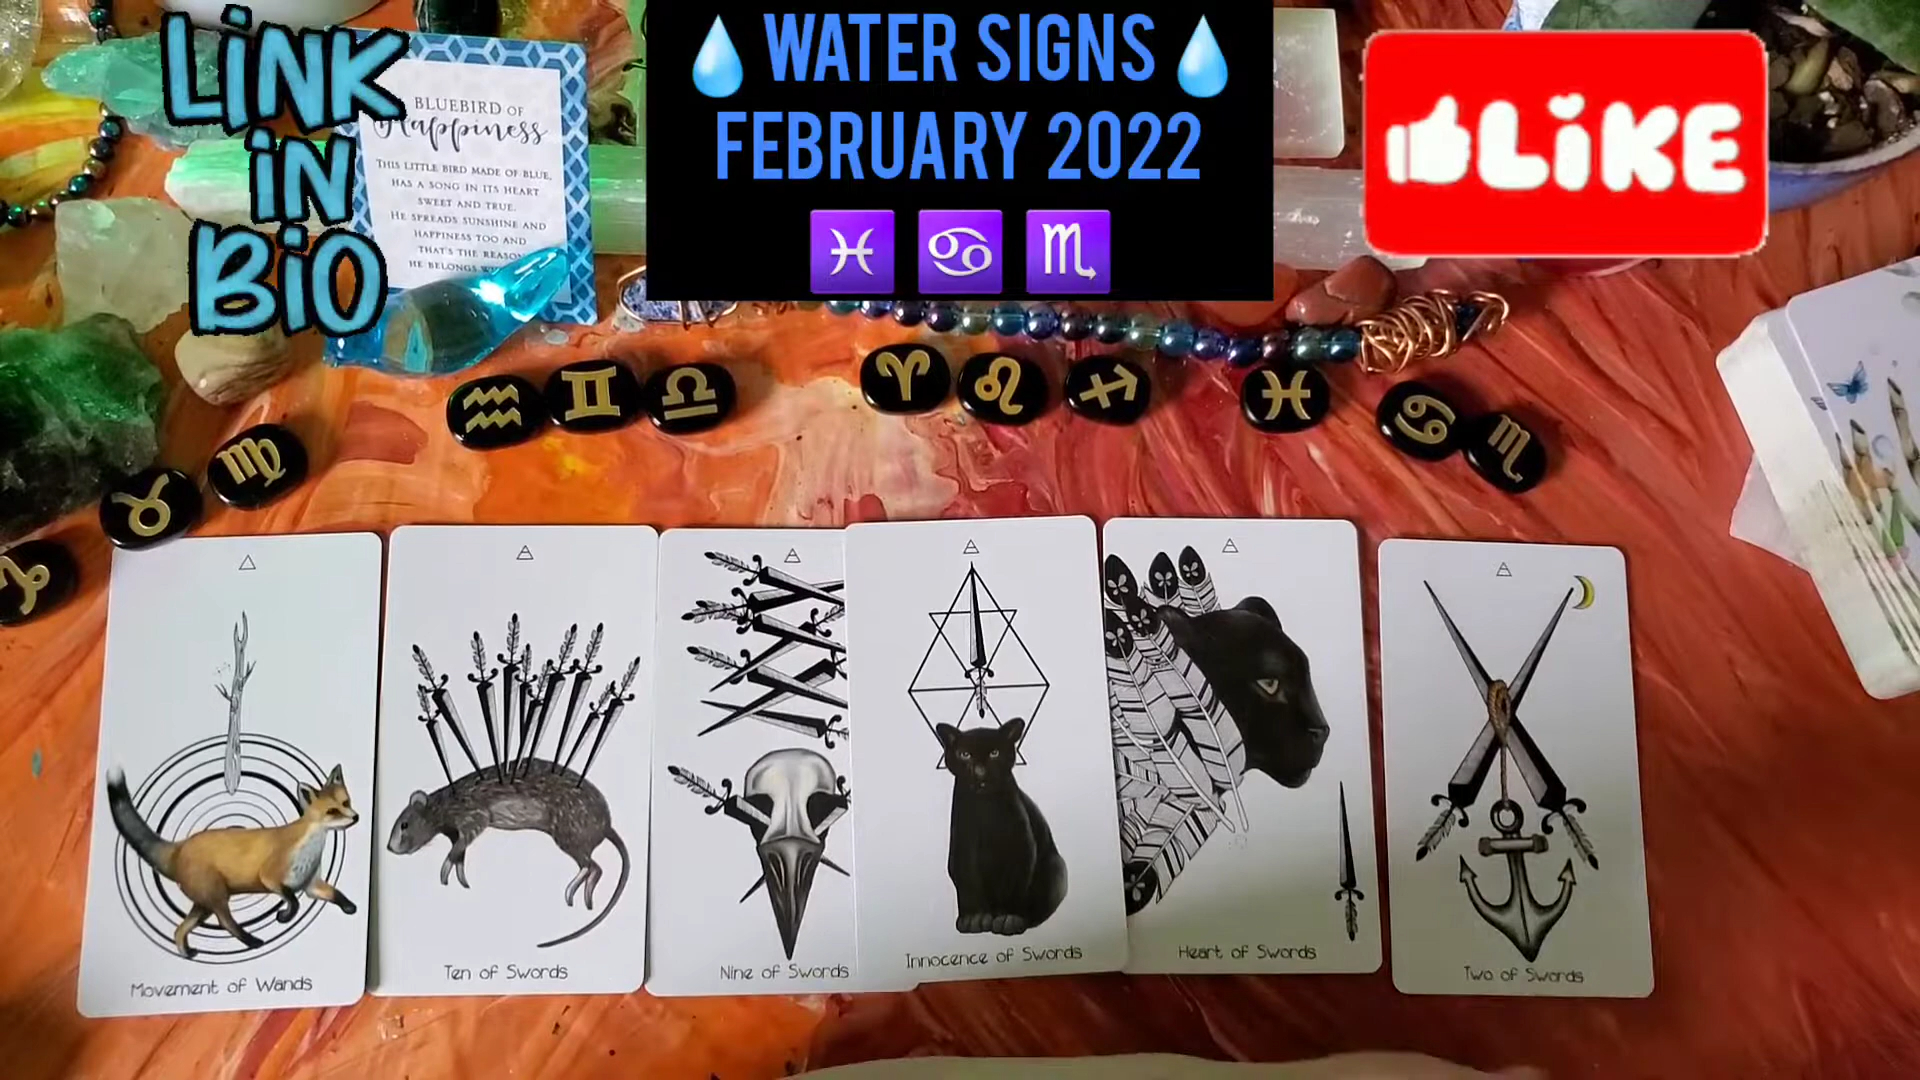 LiNK
iN
BiO
BLUEBIRD OF
Happiness
THIS LITTLE BIRD MADE OF BLUE,
HAS A SONG IN ITS HEART
SWEET AND TRUE.
HE SPREADS SUNSHINE AND
HAPPINESS TOO AND
THAT'S THE REASON
HE BELONGS
WATER SIGNS
FEBRUARY 2022
LiKE
Movement of Wands
Ten of Swords
Nine of Swords
Innocence of Swords
Heart of Swords
Two of Swords